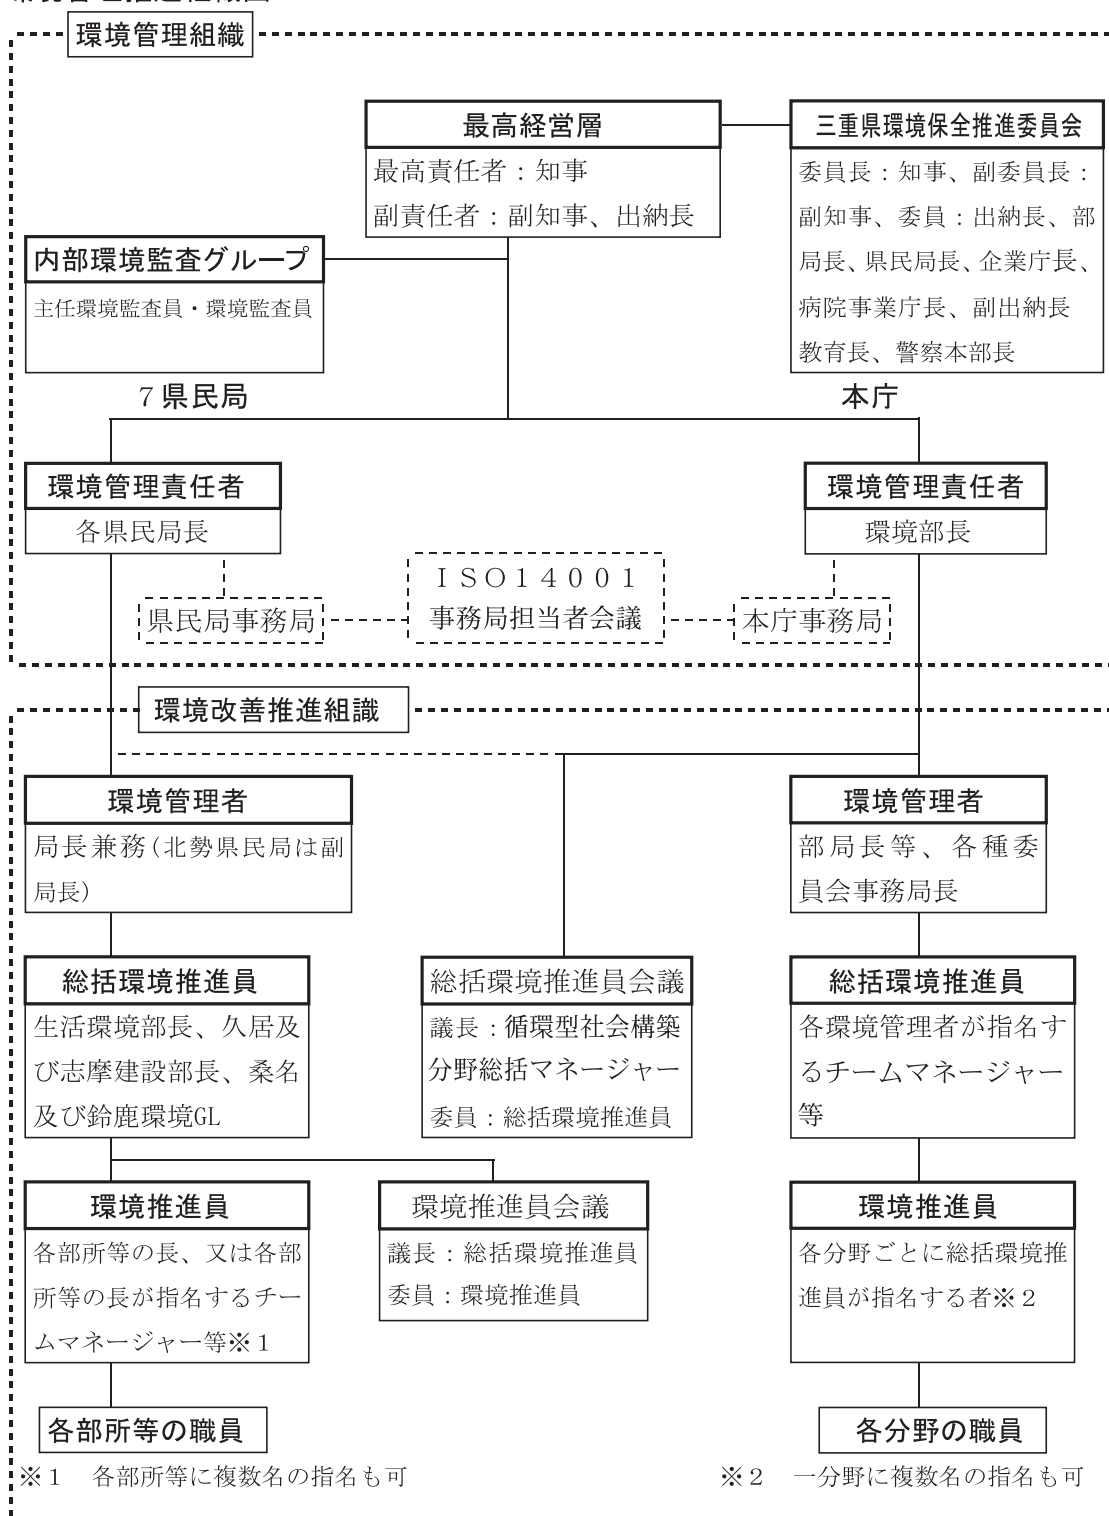 環境管理組織
最高経営層
最高責任者：知事
副責任者：副知事、出納長
三重県環境保全推進委員会
委員長：知事、副委員長：
副知事、委員：出納長、部
局長、県民局長、企業庁長、
病院事業庁長、副出納長
教育長、警察本部長
内部環境監査グループ
主任環境監査員・環境監査員
７県民局
本庁
環境管理責任者
各県民局長
環境管理責任者
環境部長
ＩＳＯ１４００１
事務局担当者会議
県民局事務局
本庁事務局
環境改善推進組識
環境管理者
局長兼務（北勢県民局は副
局長）
環境管理者
部局長等、各種委
員会事務局長
総括環境推進員
生活環境部長、久居及
び志摩建設部長、桑名
及び鈴鹿環境GL
総括環境推進員会議
議長：循環型社会構築
分野総括マネージャー
委員：総括環境推進員
総括環境推進員
各環境管理者が指名す
るチームマネージャー
等
環境推進員
各部所等の長、又は各部
所等の長が指名するチー
ムマネージャー等※１
環境推進員会議
議長：総括環境推進員
委員：環境推進員
環境推進員
各分野ごとに総括環境推
進員が指名する者※２
各部所等の職員
各分野の職員
※１　各部所等に複数名の指名も可
※２　一分野に複数名の指名も可